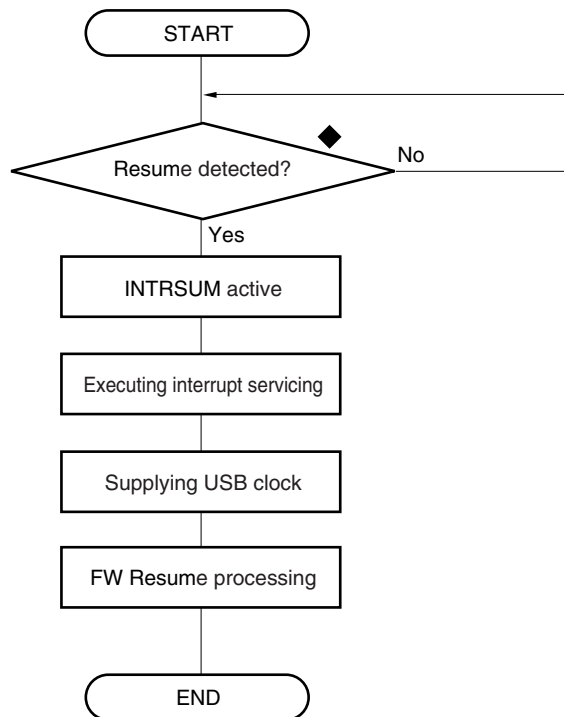 START
Resume detected?
No
Yes
INTRSUM active
Executing interrupt servicing
Supplying USB clock
FW Resume processing
END